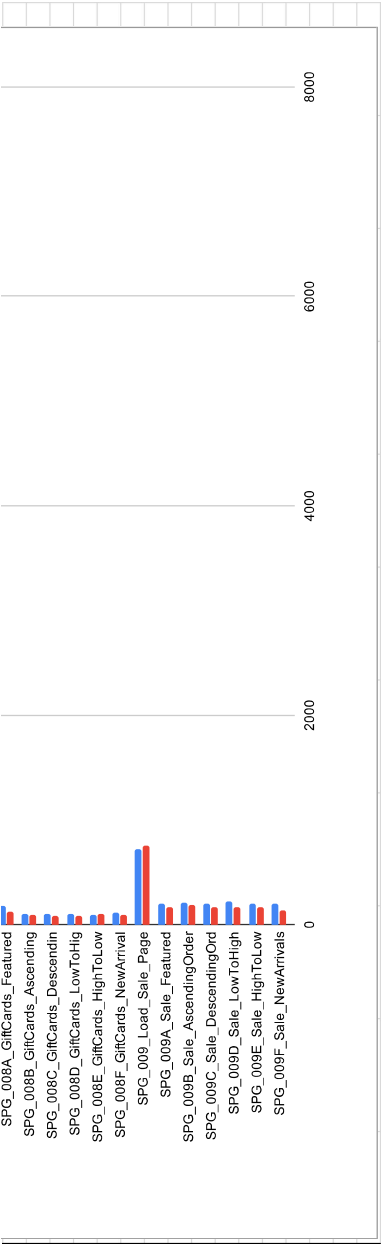 8000
6000
4000
2000
0
SPG_008A_GiftCards_Featured
SPG_008B_GiftCards_Ascending
SPG_008C_GiftCards_Descendin
SPG_008D_GiftCards_LowToHig
SPG_008E_GiftCards_HighToLow
SPG_008F_GiftCards_NewArrival
SPG_009_Load_Sale_Page
SPG_009A_Sale_Featured
SPG_009B_Sale_AscendingOrder
SPG_009C_Sale_DescendingOrd
SPG_009D_Sale_LowToHigh
SPG_009E_Sale_HighToLow
SPG_009F_Sale_NewArrivals